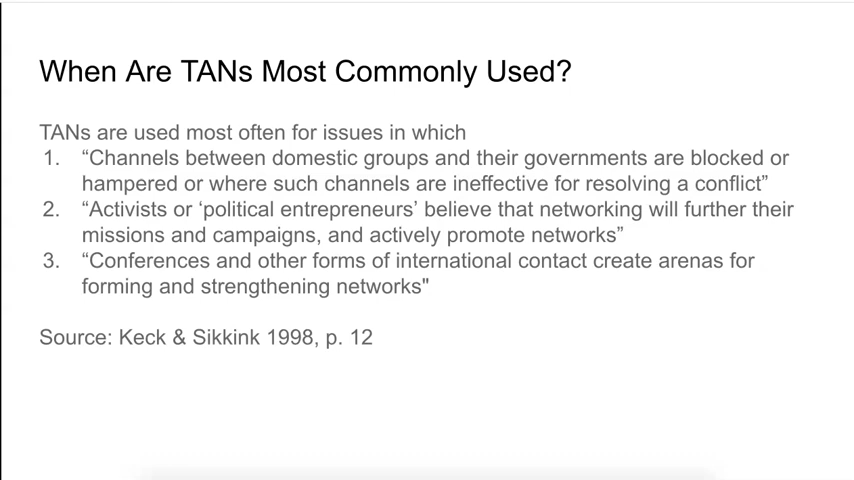 When Are TANs Most Commonly Used?
TANs are used most often for issues in which
1. “Channels between domestic groups and their governments are blocked or
hampered or where such channels are ineffective for resolving a conflict”
2. “Activists or ‘political entrepreneurs’ believe that networking will further their
missions and campaigns, and actively promote networks”
3. “Conferences and other forms of international contact create arenas for
forming and strengthening networks"
Source: Keck & Sikkink 1998, p. 12